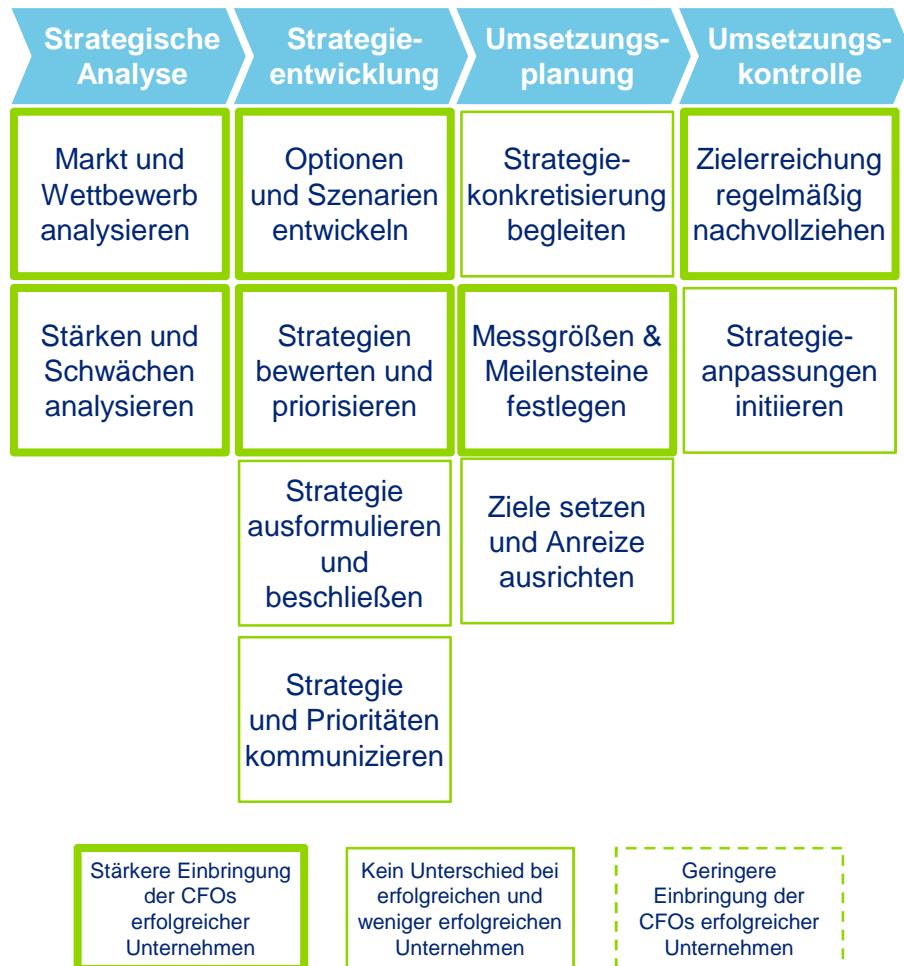 Strategische
Analyse
Strategie-
entwicklung
Umsetzungs-
planung
Umsetzungs-
kontrolle
Markt und
Wettbewerb
analysieren
Optionen
und Szenarien
entwickeln
Strategie-
konkretisierung
begleiten
Zielerreichung
regelmäßig
nachvollziehen
Stärken und
Schwächen
analysieren
Strategien
bewerten und
priorisieren
Messgrößen &
Meilensteine
festlegen
Strategie-
anpassungen
initiieren
Strategie
ausformulieren
und
beschließen
Ziele setzen
und Anreize
ausrichten
Strategie
und Prioritäten
kommunizieren
Stärkere Einbringung
der CFOs
erfolgreicher
Unternehmen
Kein Unterschied bei
erfolgreichen und
weniger erfolgreichen
Unternehmen
Geringere
Einbringung der
CFOs erfolgreicher
Unternehmen